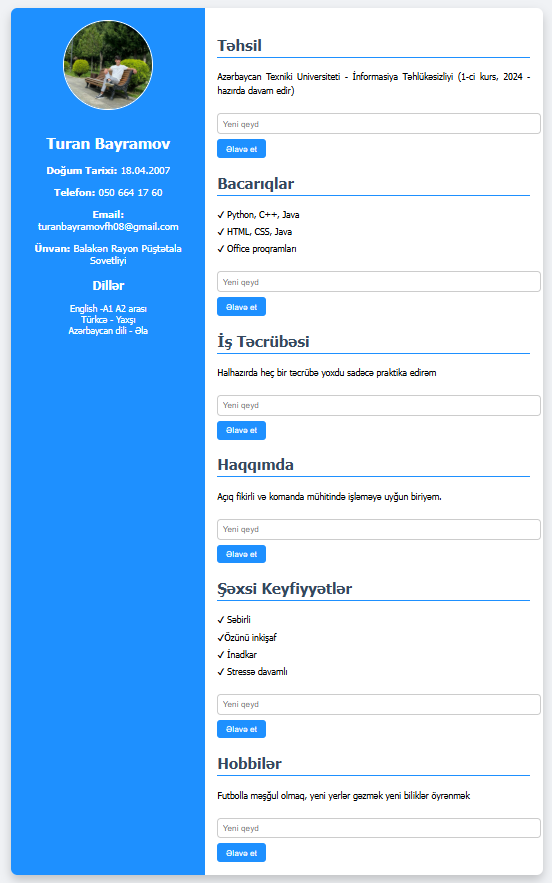 Turan Bayramov
Doğum Tarixi: 18.04.2007
Telefon: 050 664 17 60
Email:
turanbayramovfh08@gmail.com
Ünvan: Balakən Rayon Püştətala
Sovetliyi
Dillər
English -A1 A2 arası
Türkcə - Yaxşı
Azərbaycan dili - Əla
Təhsil
Azərbaycan Texniki Universiteti - İnformasiya Təhlükəsizliyi (1-ci kurs, 2024 -
hazırda davam edir)
Yeni qeyd
Əlavə et
Bacarıqlar
✓ Python, C++, Java
✓ HTML, CSS, Java
✓ Office proqramları
Yeni qeyd
Əlavə et
İş Təcrübəsi
Halhazırda heç bir təcrübə yoxdu sadəcə praktika edirəm
Yeni qeyd
Əlavə et
Haqqımda
Açıq fikirli və komanda mühitində işləməyə uyğun biriyəm.
Yeni qeyd
Əlavə et
Şəxsi Keyfiyyətlər
✓ Səbirli
✓Özünü inkişaf
✓ İnadkar
✓ Stressə davamlı
Yeni qeyd
Əlavə et
Hobbilər
Futbolla məşğul olmaq, yeni yerlər gəzmək yeni biliklər öyrənmək
Yeni qeyd
Əlavə et